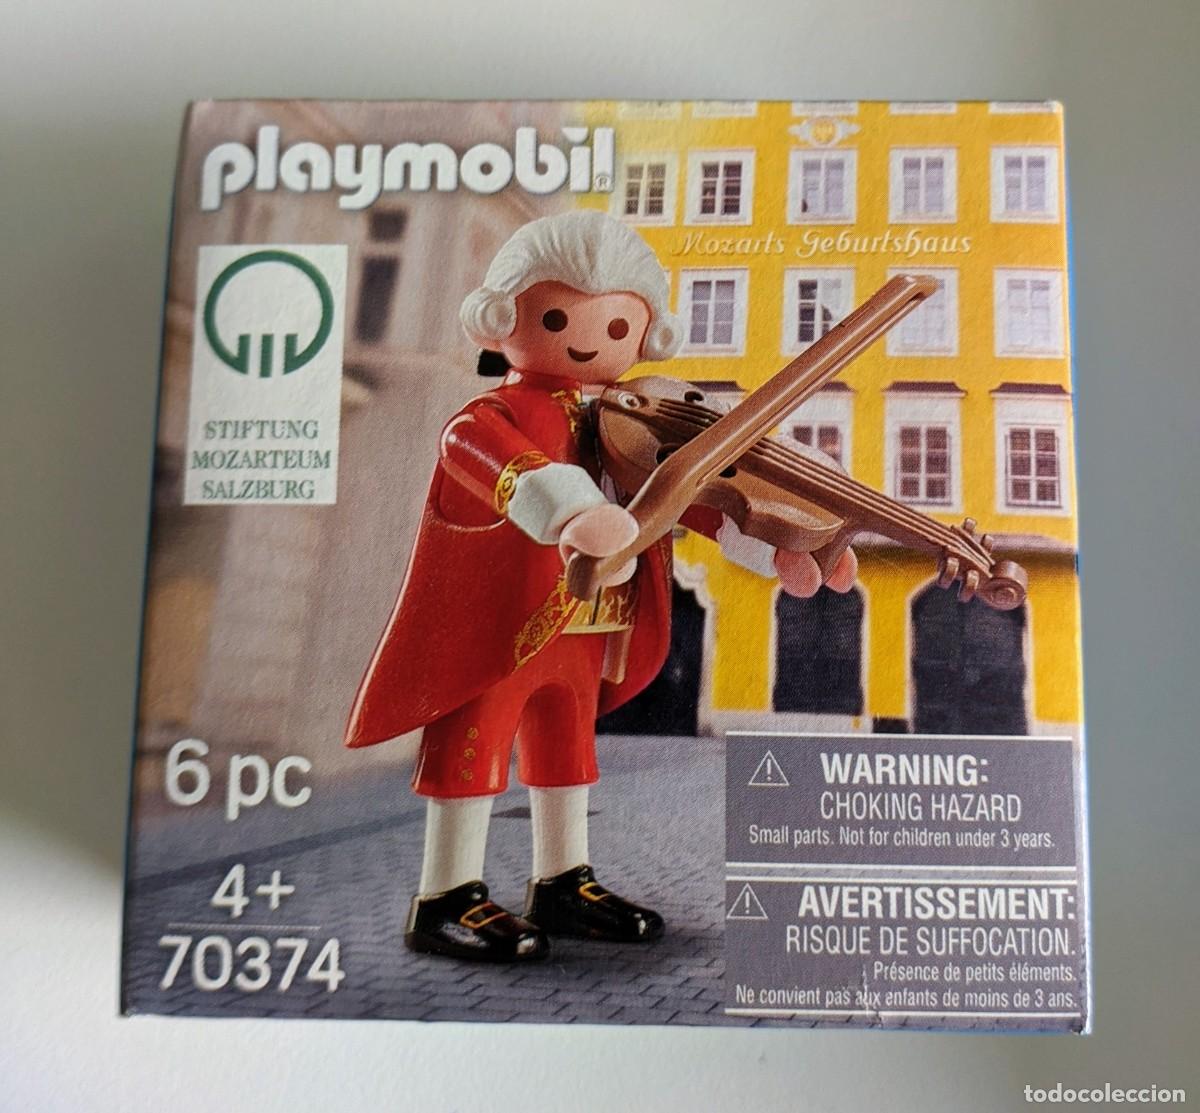 playmobil®
Mozarts Geburtshaus
STIFTUNG
MOZARTEUM
SALZBURG
6 pc
4+
70374
WARNING:
CHOKING HAZARD
Small parts. Not for children under 3 years.
AVERTISSEMENT:
RISQUE DE SUFFOCATION.
Présence de petits éléments.
Ne convient pas aux enfants de moins de 3 ans.
todocoleccion